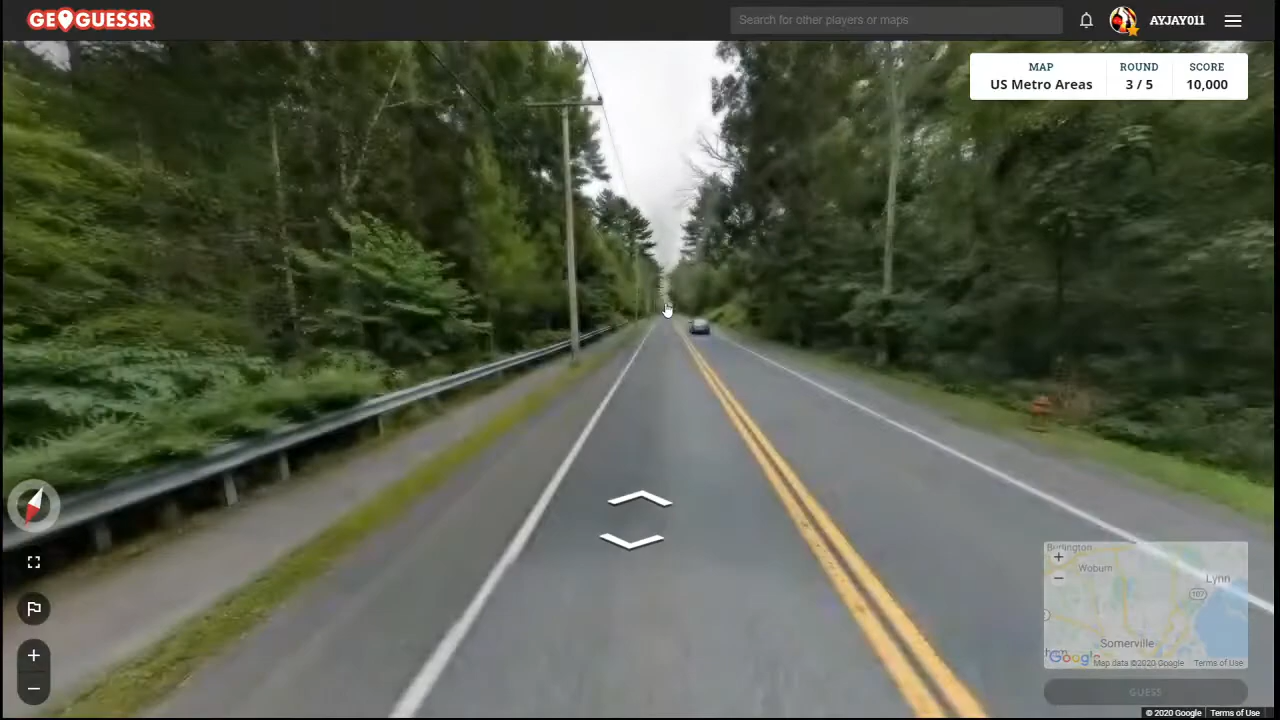 GEOGUESSR
Search for other players or maps
AYJAY011
MAP
US Metro Areas
ROUND
3 / 5
SCORE
10,000
Burlington
Woburn
Lynn
107
Somerville
Google
Map data ©2020 Google
Terms of Use
GUESS
© 2020 Google
Terms of Use